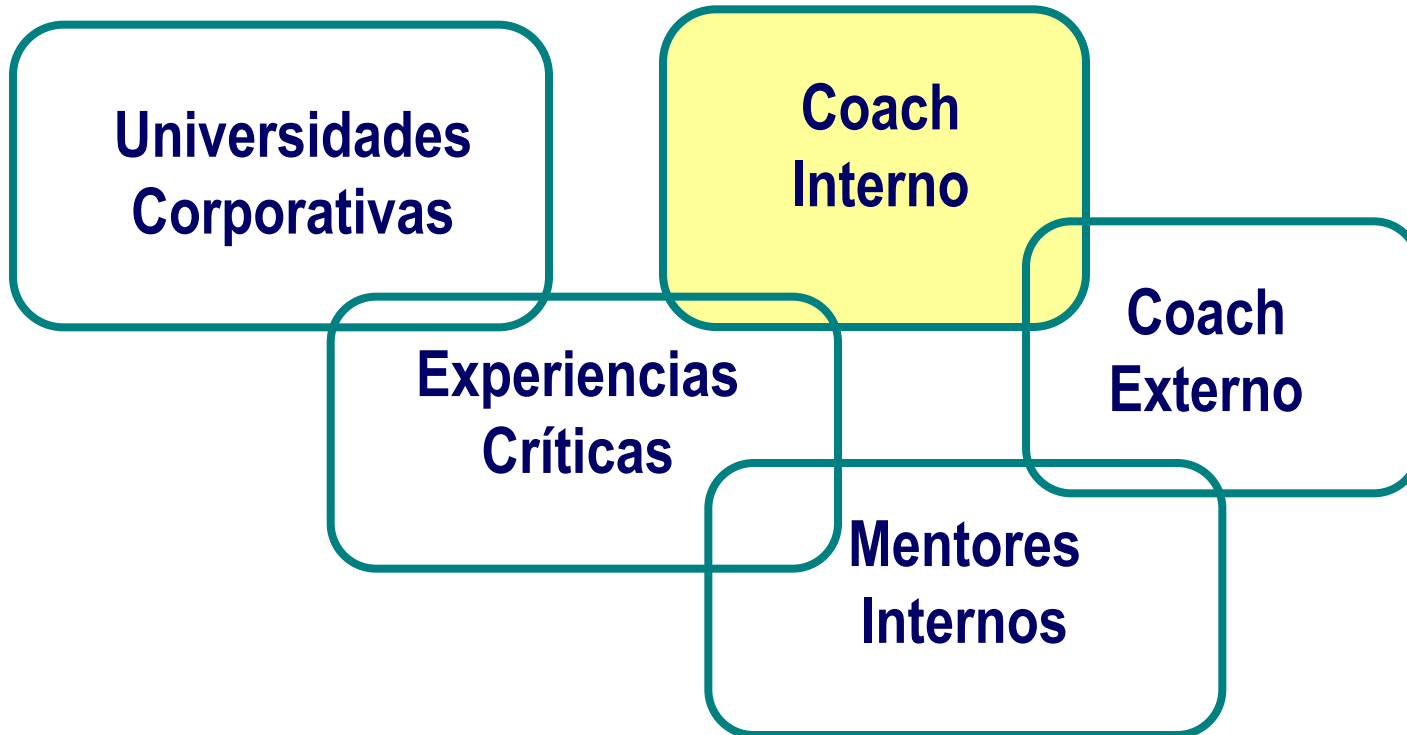 Universidades
Corporativas
Coach
Interno
Coach
Externo
Experiencias
Críticas
Mentores
Internos